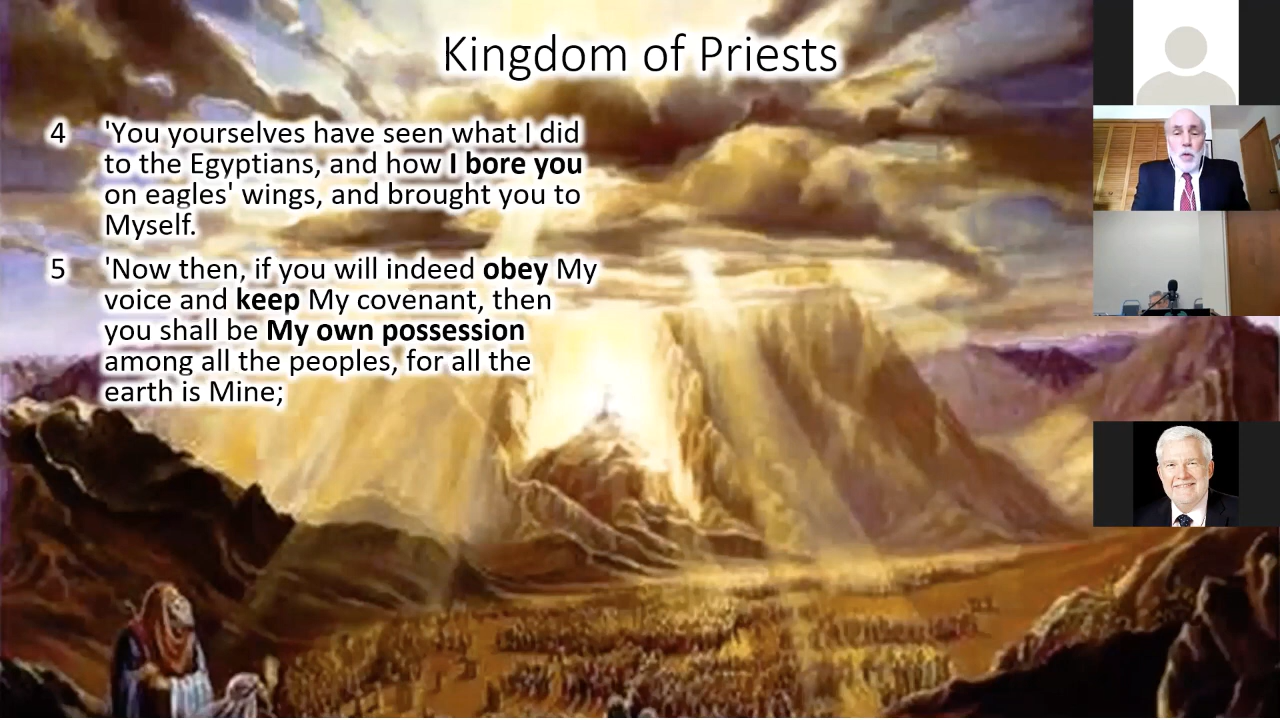 Kingdom of Priests
4 'You yourselves have seen what I did
to the Egyptians, and how I bore you
on eagles' wings, and brought you to
Myself.
5 'Now then, if you will indeed obey My
voice and keep My covenant, then
you shall be My own possession
among all the peoples, for all the
earth is Mine;